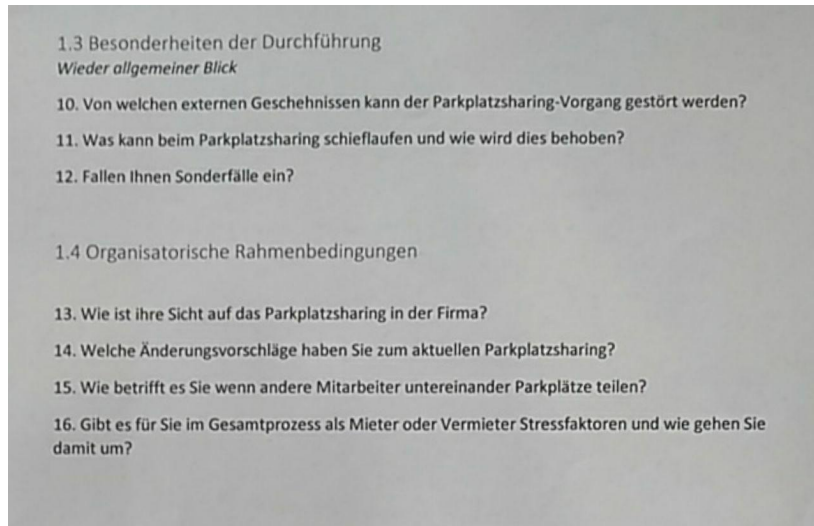 1.3 Besonderheiten der Durchführung
Wieder allgemeiner Blick
10. Von welchen externen Geschehnissen kann der Parkplatzsharing-Vorgang gestört werden?
11. Was kann beim Parkplatzsharing schieflaufen und wie wird dies behoben?
12. Fallen Ihnen Sonderfälle ein?
1.4 Organisatorische Rahmenbedingungen
13. Wie ist ihre Sicht auf das Parkplatzsharing in der Firma?
14. Welche Änderungsvorschläge haben Sie zum aktuellen Parkplatzsharing?
15. Wie betrifft es Sie wenn andere Mitarbeiter untereinander Parkplätze teilen?
16. Gibt es für Sie im Gesamtprozess als Mieter oder Vermieter Stressfaktoren und wie gehen Sie
damit um?